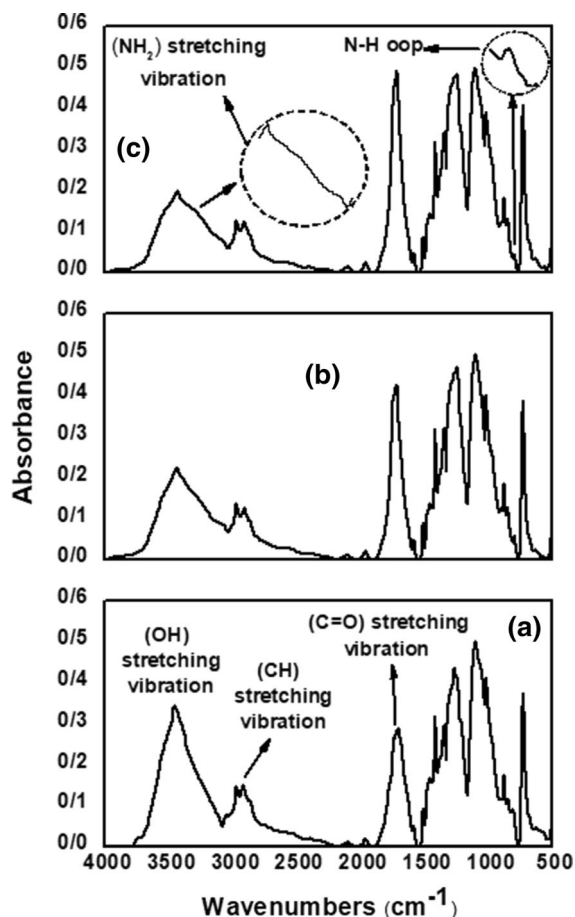 0/6
(NH₂) stretching
vibration
N-H oop
0/5
0/4
(c)
0/3
0/2
0/1
0/0
0/6
0/5
0/4
(b)
0/3
0/2
0/1
0/0
Absorbance
0/6
(C=O) stretching
vibration
(a)
0/5
(OH)
stretching
vibration
0/4
(CH)
stretching
vibration
0/3
0/2
0/1
0/0
4000 3500 3000 2500 2000 1500 1000 500
Wavenumbers (cm⁻¹)